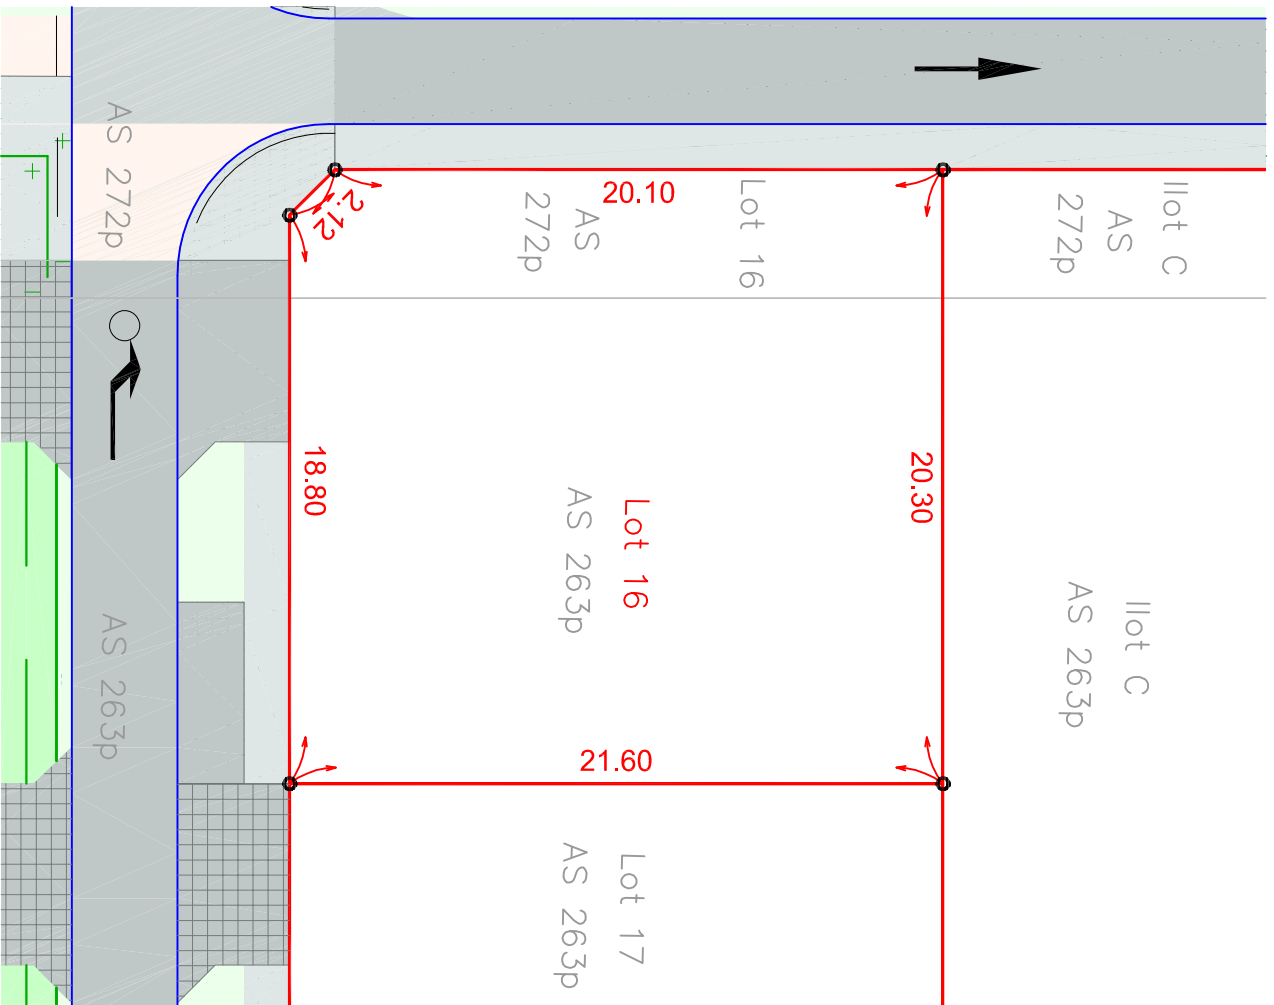 AS 272p
2.12
20.10
Lot 16
AS
272p
Ilot C
AS
272p
18.80
Lot 16
AS 263p
20.30
Ilot C
AS 263p
AS 263p
21.60
Lot 17
AS 263p